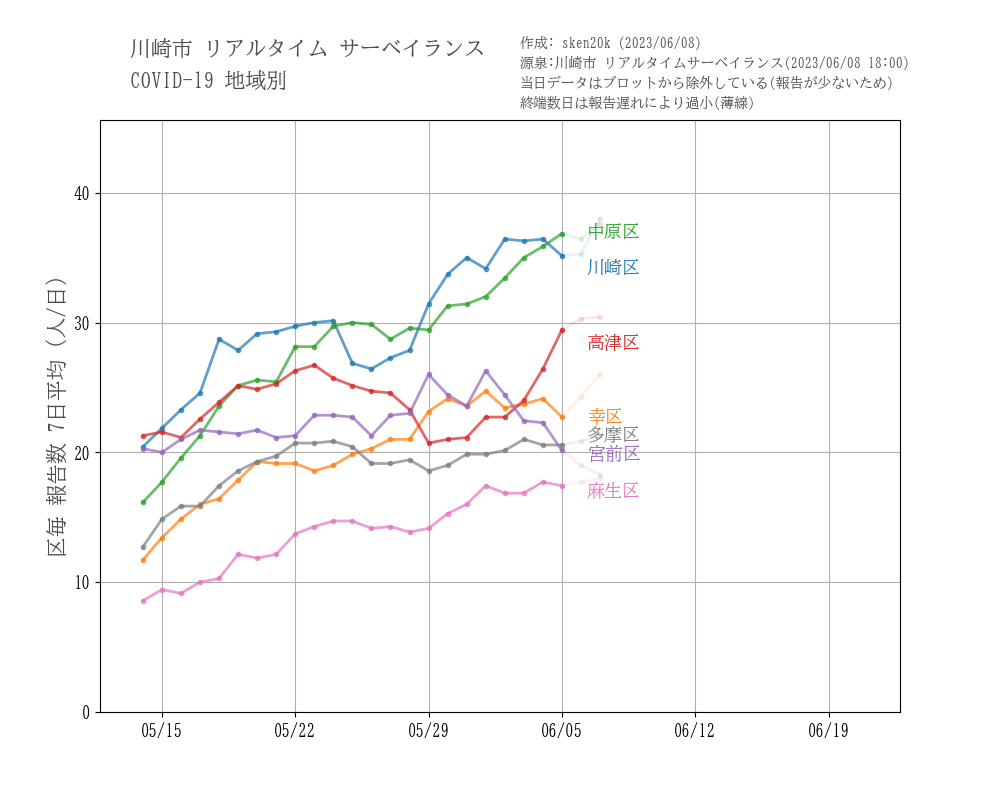 川崎市 リアルタイム サーベイランス
COVID-19 地域別
作成: sken20k (2023/06/08)
源泉:川崎市 リアルタイムサーベイランス(2023/06/08 18:00)
当日データはプロットから除外している(報告が少ないため)
終端数日は報告遅れにより過小(薄線)
区毎 報告数 7日平均 (人/日)
40
30
20
10
0
中原区
川崎区
高津区
幸区
多摩区
宮前区
麻生区
05/15
05/22
05/29
06/05
06/12
06/19